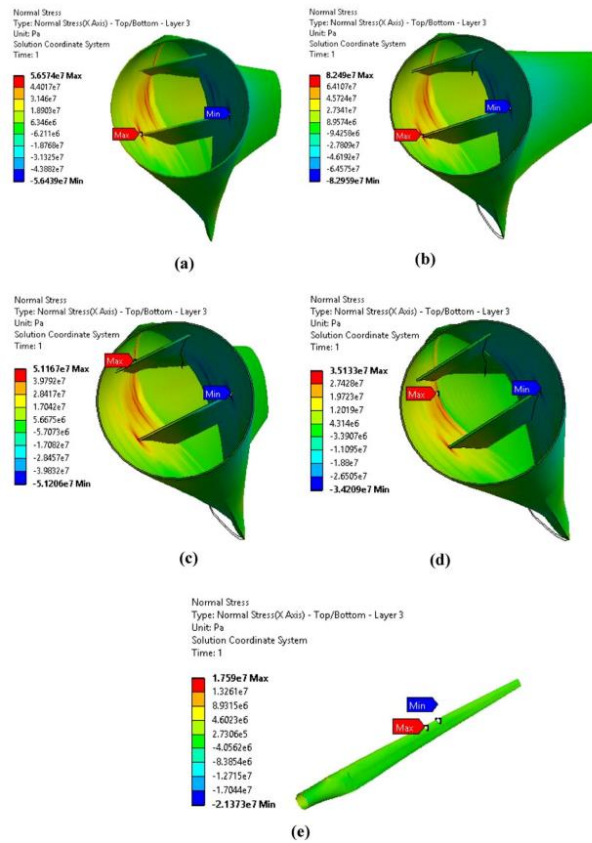 Normal Stress
Type: Normal Stress(X Axis) - Top/Bottom - Layer 3
Unit: Pa
Solution Coordinate System
Time: 1
5.6574e7 Max
4.4017e7
3.146e7
1.8903e7
6.346e6
-6.211e6
-1.8768e7
-3.1325e7
-4.3882e7
-5.6439e7 Min
Max
Min
(a)
Normal Stress
Type: Normal Stress(X Axis) - Top/Bottom - Layer 3
Unit: Pa
Solution Coordinate System
Time: 1
8.249e7 Max
6.4107e7
4.5724e7
2.7341e7
8.9574e6
-9.4258e6
-2.7809e7
-4.6192e7
-6.4575e7
-8.2959e7 Min
Max
Min
(b)
Normal Stress
Type: Normal Stress(X Axis) - Top/Bottom - Layer 3
Unit: Pa
Solution Coordinate System
Time: 1
5.1167e7 Max
3.9792e7
2.8417e7
1.7042e7
5.6675e6
-5.7073e6
-1.7082e7
-2.8457e7
-3.9832e7
-5.1206e7 Min
Max
Min
(c)
Normal Stress
Type: Normal Stress(X Axis) - Top/Bottom - Layer 3
Unit: Pa
Solution Coordinate System
Time: 1
3.5133e7 Max
2.7428e7
1.9723e7
1.2019e7
4.314e6
-3.3907e6
-1.1095e7
-1.88e7
-2.6505e7
-3.4209e7 Min
Max
Min
(d)
Normal Stress
Type: Normal Stress(X Axis) - Top/Bottom - Layer 3
Unit: Pa
Solution Coordinate System
Time: 1
1.759e7 Max
1.3261e7
8.9315e6
4.6023e6
2.7306e5
-4.0562e6
-8.3854e6
-1.2715e7
-1.7044e7
-2.1373e7 Min
Min
Max
(e)